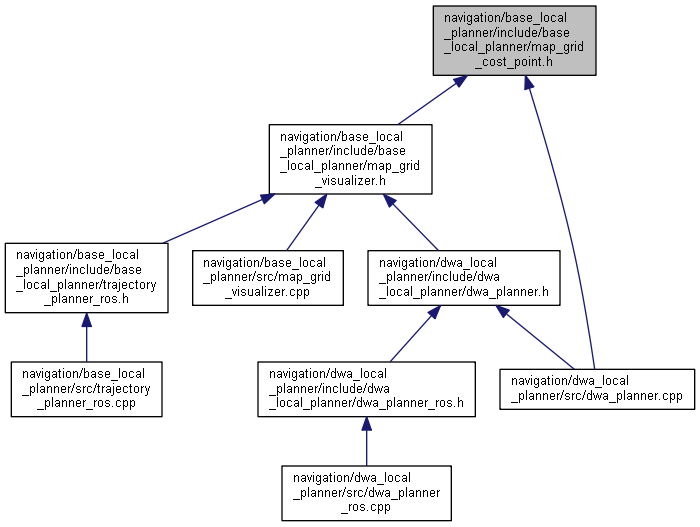 navigation/base_local
_planner/include/base
_local_planner/map_grid
_cost_point.h
navigation/base_local
_planner/include/base
_local_planner/map_grid
_visualizer.h
navigation/base_local
_planner/include/base
_local_planner/trajectory
_planner_ros.h
navigation/base_local
_planner/src/map_grid
_visualizer.cpp
navigation/dwa_local
_planner/include/dwa
_local_planner/dwa_planner.h
navigation/base_local
_planner/src/trajectory
_planner_ros.cpp
navigation/dwa_local
_planner/include/dwa
_local_planner/dwa_planner_ros.h
navigation/dwa_local
_planner/src/dwa_planner.cpp
navigation/dwa_local
_planner/src/dwa_planner
_ros.cpp